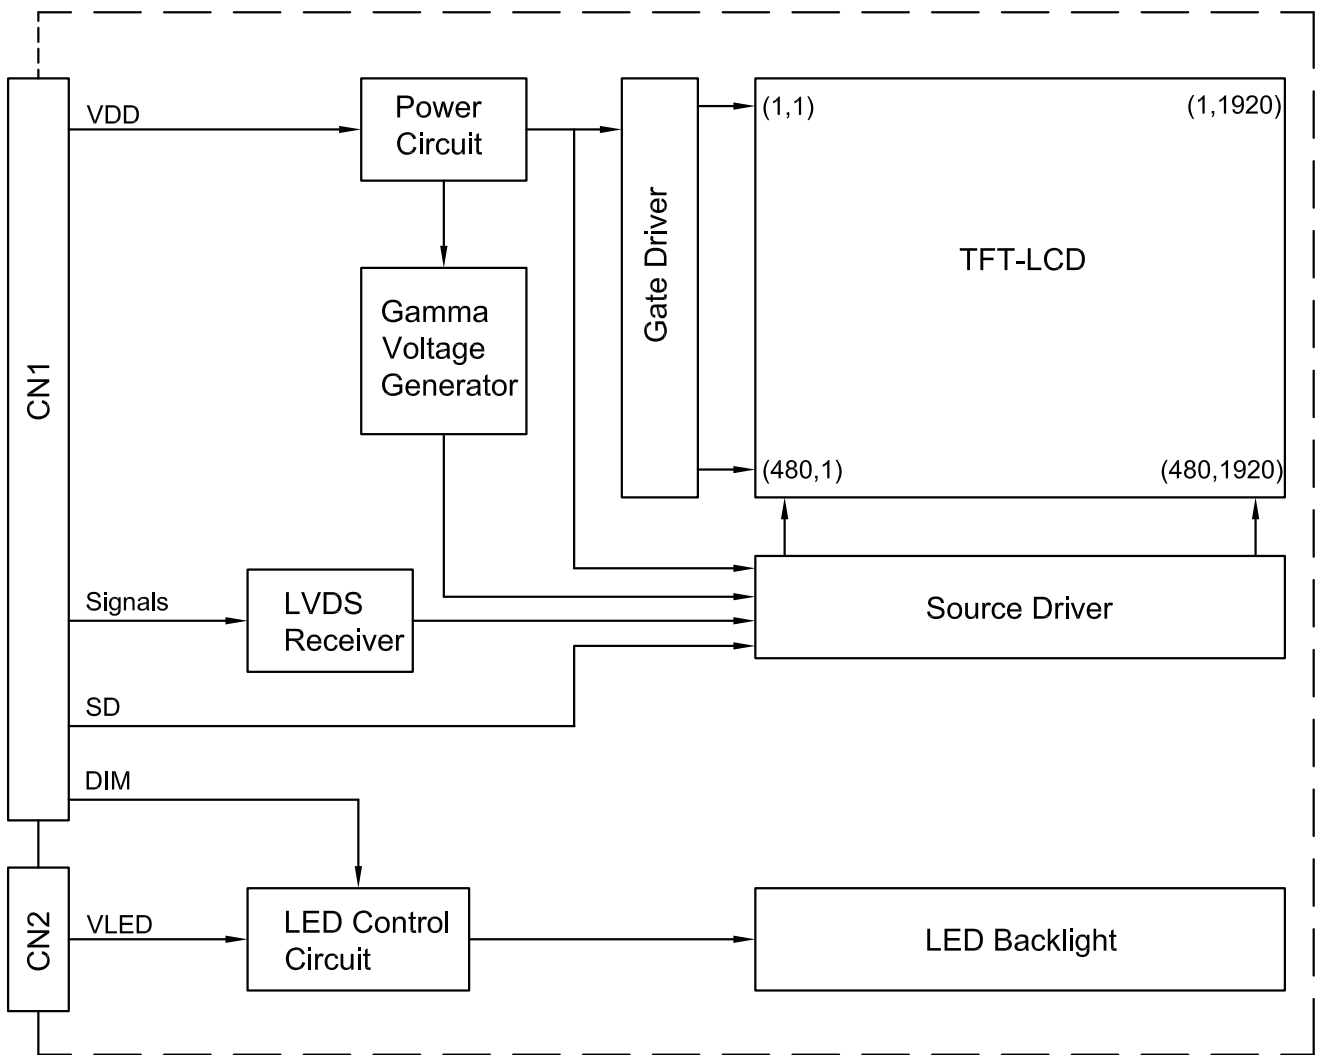 CN1
VDD
Power
Circuit
Gate Driver
(1,1)
(1,1920)
TFT-LCD
(480,1)
(480,1920)
Gamma
Voltage
Generator
Signals
LVDS
Receiver
Source Driver
SD
DIM
CN2
VLED
LED Control
Circuit
LED Backlight